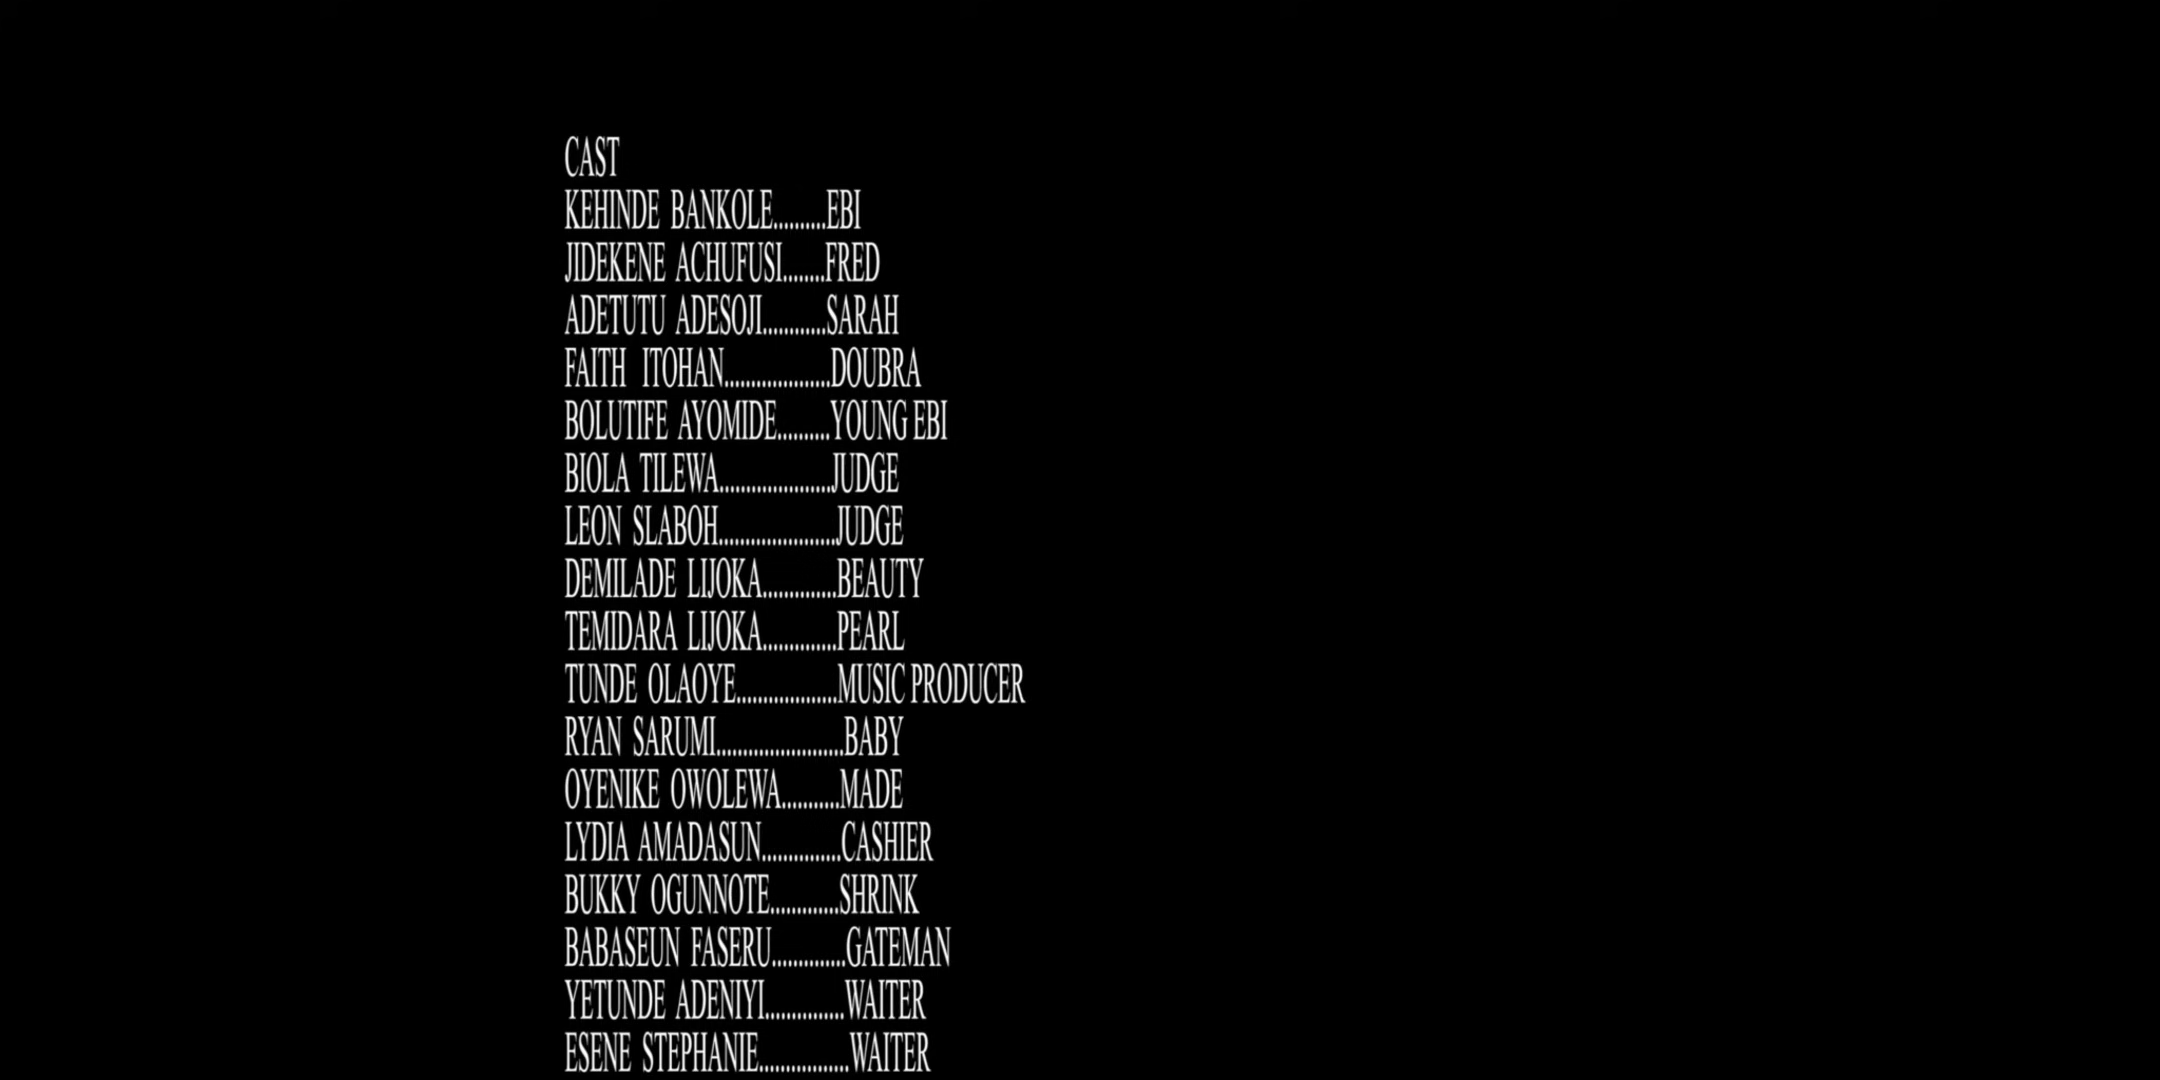 CAST
KEHINDE BANKOLE..........EBI
JIDEKENE ACHUFUSI........FRED
ADETUTU ADESOJI............SARAH
FAITH ITOHAN....................DOUBRA
BOLUTIFE AYOMIDE..........YOUNG EBI
BIOLA TILEWA.....................JUDGE
LEON SLABOH......................JUDGE
DEMILADE LIJOKA..............BEAUTY
TEMIDARA LIJOKA..............PEARL
TUNDE OLAOYE...................MUSIC PRODUCER
RYAN SARUMI........................BABY
OYENIKE OWOLEWA...........MADE
LYDIA AMADASUN...............CASHIER
BUKKY OGUNNOTE.............SHRINK
BABASEUN FASERU..............GATEMAN
YETUNDE ADENIYI...............WAITER
ESENE STEPHANIE.................WAITER